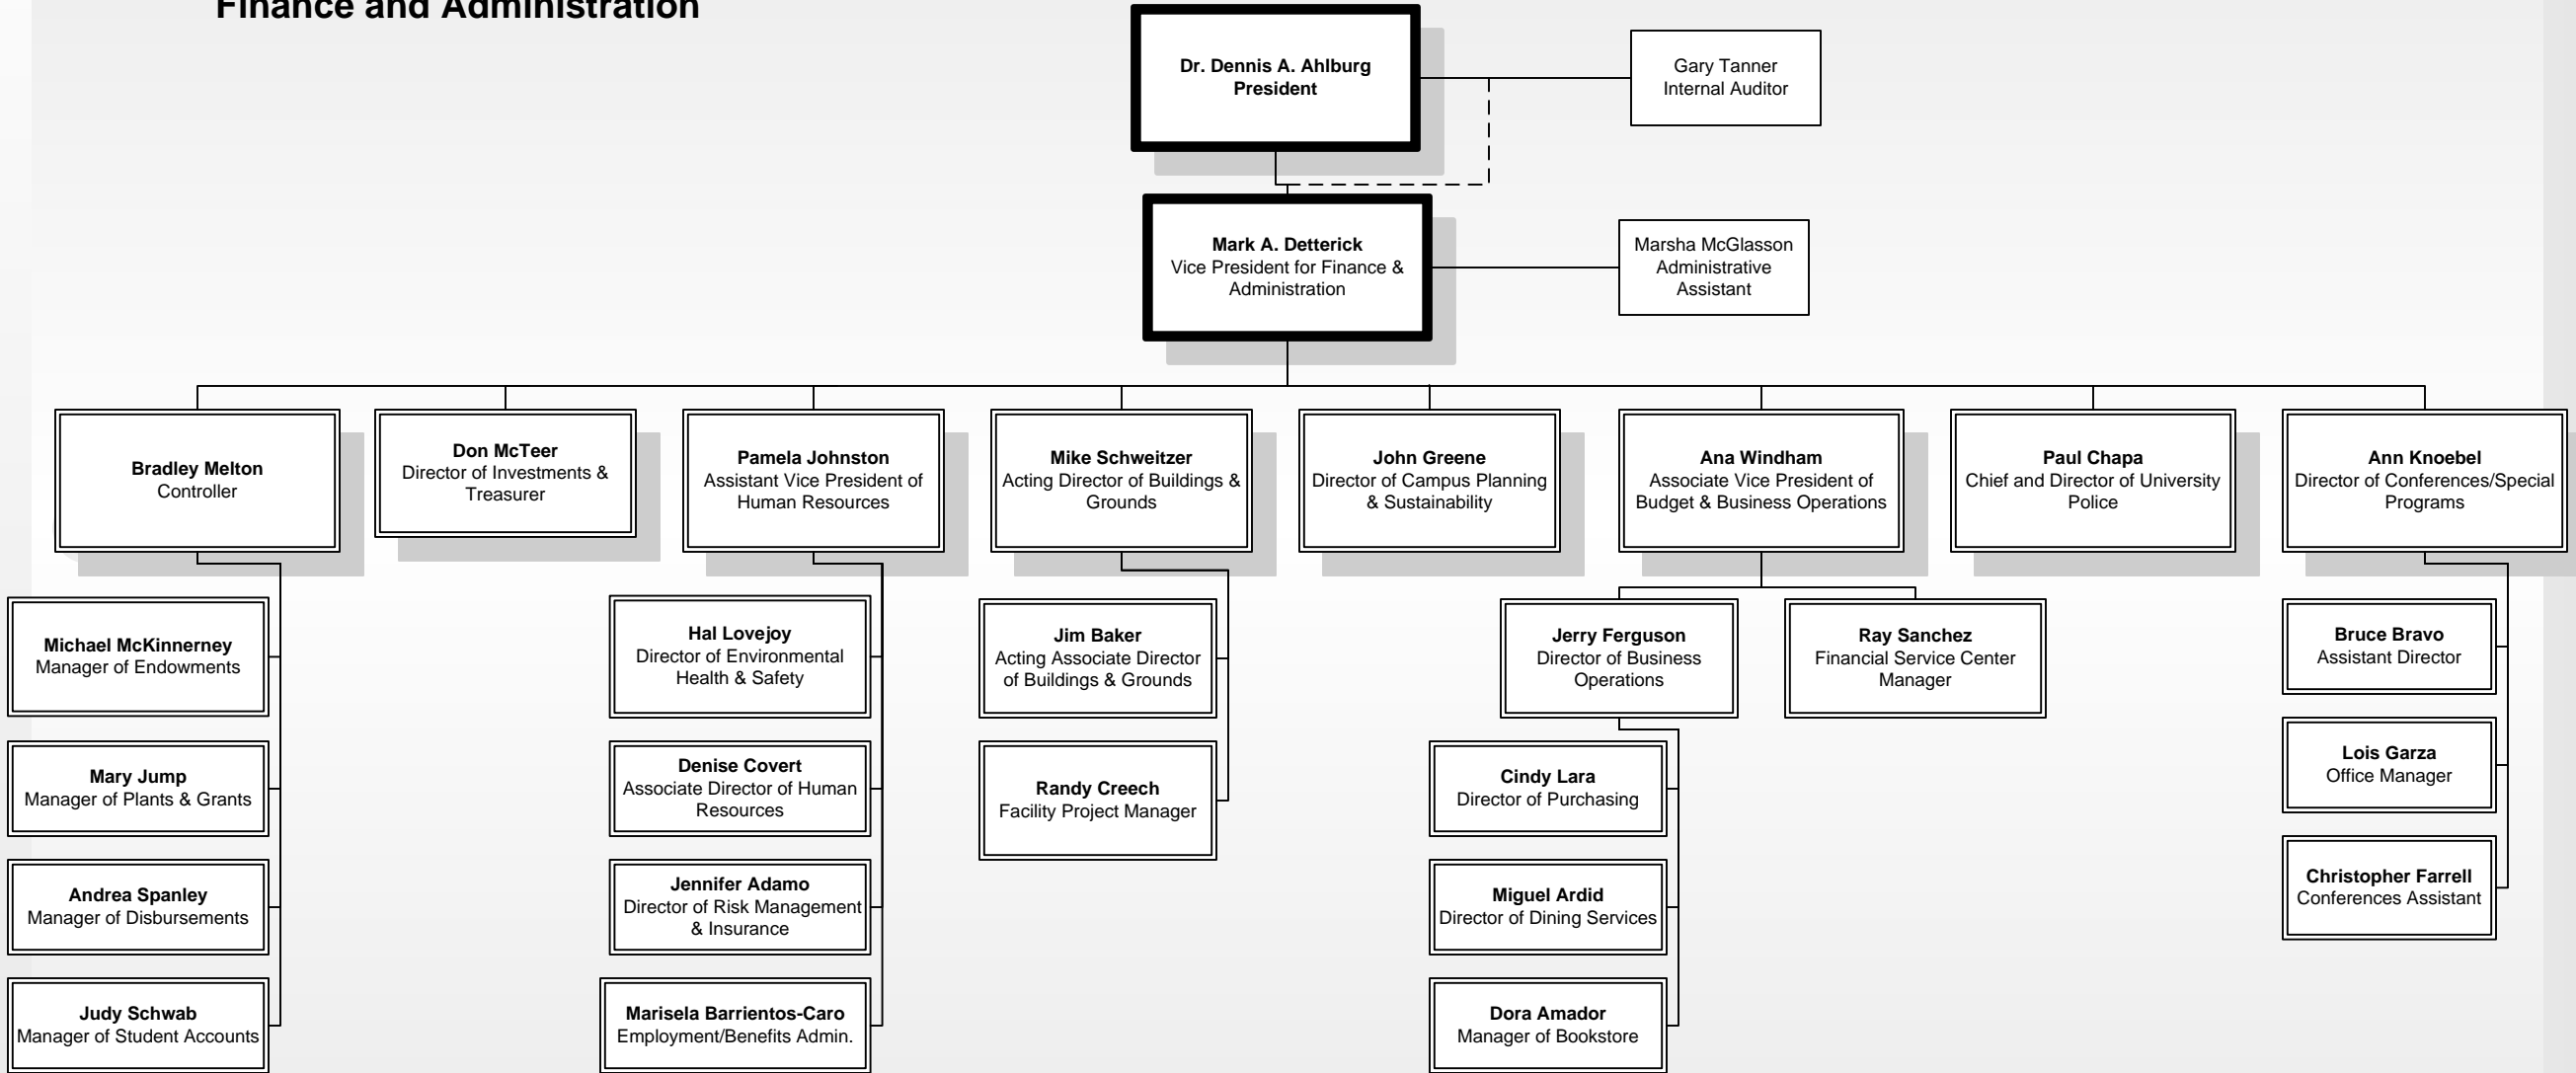 Finance and Administration
Dr. Dennis A. Ahlburg
President
Gary Tanner
Internal Auditor
Mark A. Detterick
Vice President for Finance &
Administration
Marsha McGlasson
Administrative
Assistant
Bradley Melton
Controller
Don McTeer
Director of Investments &
Treasurer
Pamela Johnston
Assistant Vice President of
Human Resources
Mike Schweitzer
Acting Director of Buildings &
Grounds
John Greene
Director of Campus Planning
& Sustainability
Ana Windham
Associate Vice President of
Budget & Business Operations
Paul Chapa
Chief and Director of University
Police
Ann Knoebel
Director of Conferences/Special
Programs
Michael McKinnerney
Manager of Endowments
Mary Jump
Manager of Plants & Grants
Andrea Spanley
Manager of Disbursements
Judy Schwab
Manager of Student Accounts
Hal Lovejoy
Director of Environmental
Health & Safety
Denise Covert
Associate Director of Human
Resources
Jennifer Adamo
Director of Risk Management
& Insurance
Marisela Barrientos-Caro
Employment/Benefits Admin.
Jim Baker
Acting Associate Director
of Buildings & Grounds
Randy Creech
Facility Project Manager
Jerry Ferguson
Director of Business
Operations
Ray Sanchez
Financial Service Center
Manager
Cindy Lara
Director of Purchasing
Miguel Ardid
Director of Dining Services
Dora Amador
Manager of Bookstore
Bruce Bravo
Assistant Director
Lois Garza
Office Manager
Christopher Farrell
Conferences Assistant